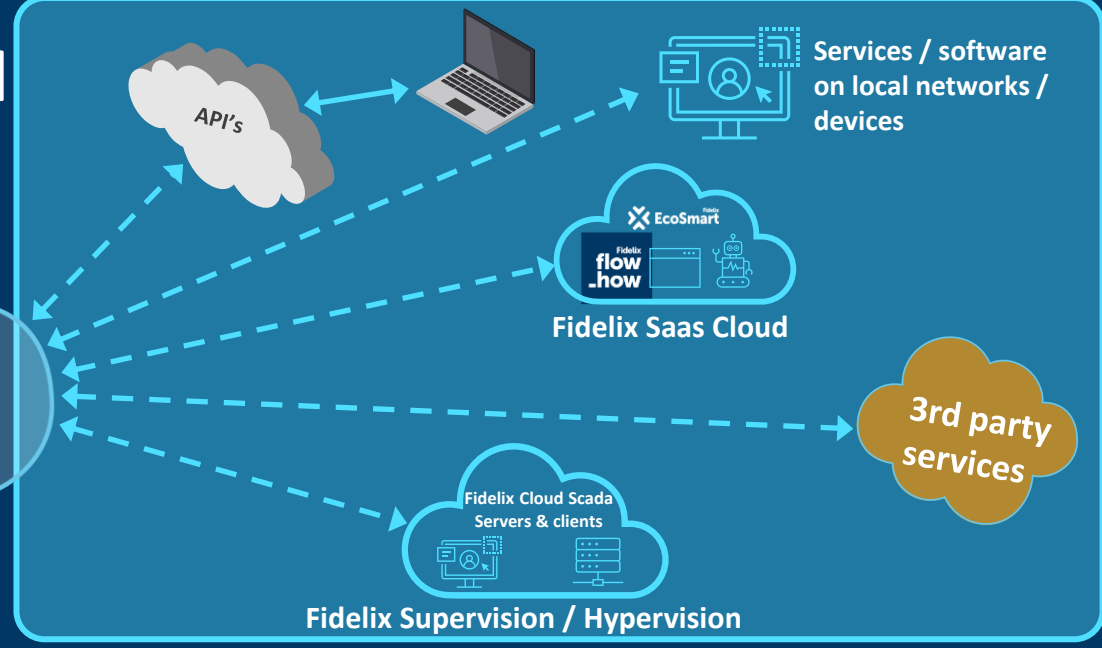 API's
Services / software
on local networks /
devices
Fidelix
EcoSmart
Fidelix
flow
_how
Fidelix Saas Cloud
3rd party
services
Fidelix Cloud Scada
Servers & clients
Fidelix Supervision / Hypervision